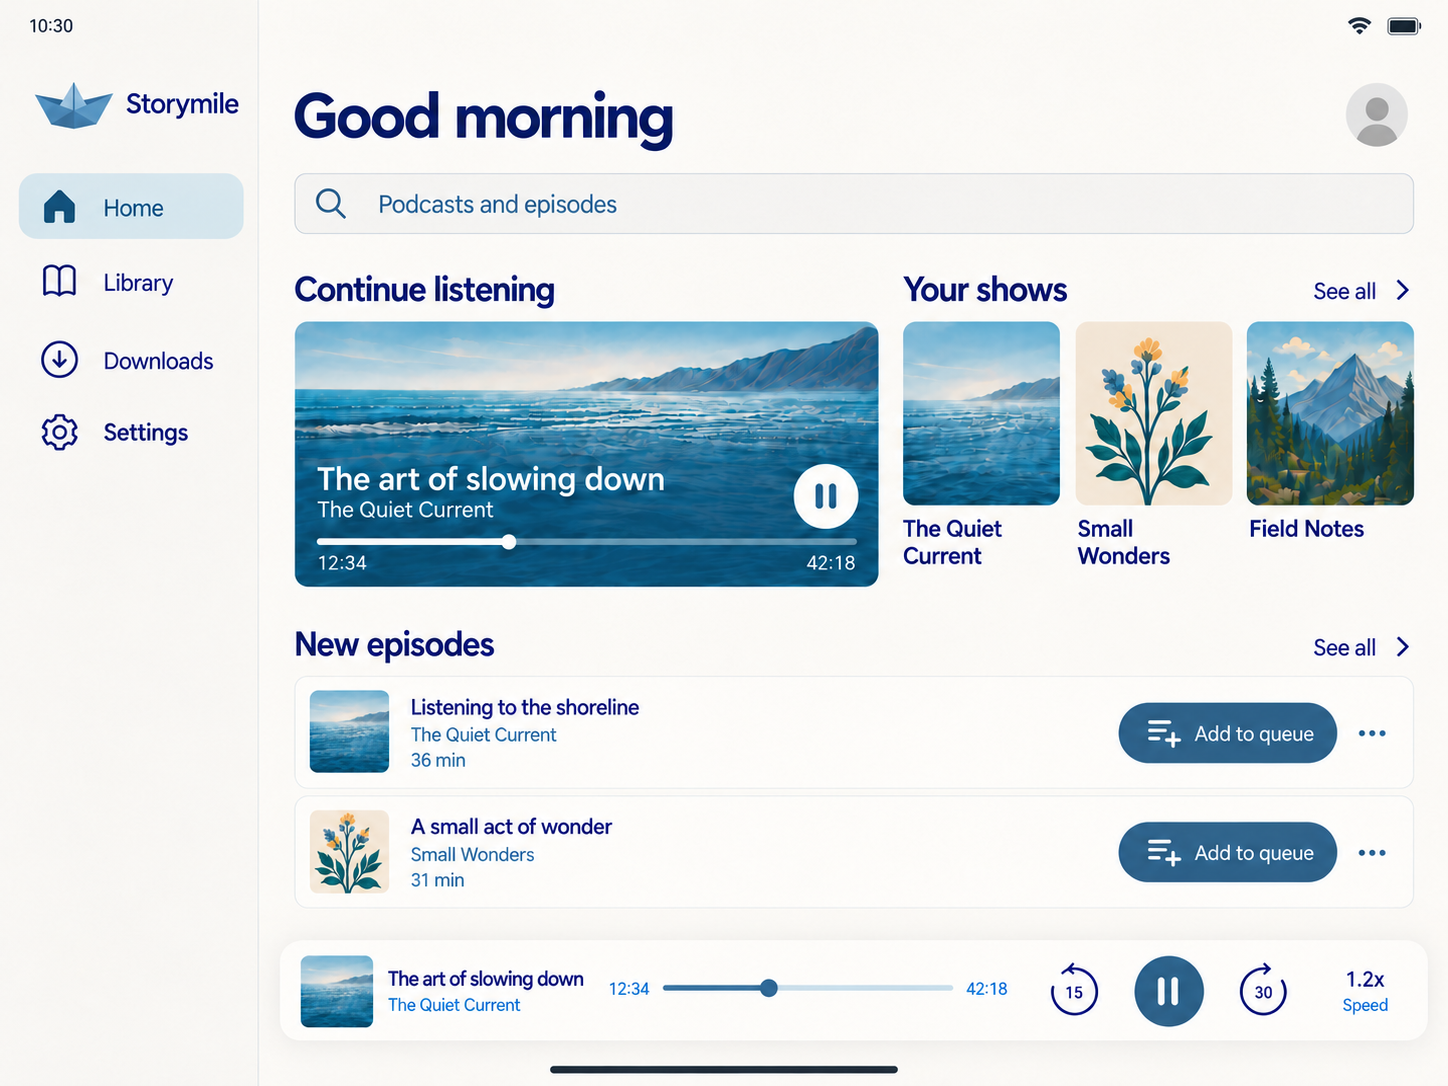 10:30
Storymile
Home
Library
Downloads
Settings
Good morning
Podcasts and episodes
Continue listening
The art of slowing down
The Quiet Current
12:34
42:18
Your shows
See all
The Quiet
Current
Small
Wonders
Field Notes
New episodes
See all
Listening to the shoreline
The Quiet Current
36 min
Add to queue
A small act of wonder
Small Wonders
31 min
Add to queue
The art of slowing down
The Quiet Current
12:34
42:18
15
30
1.2x
Speed